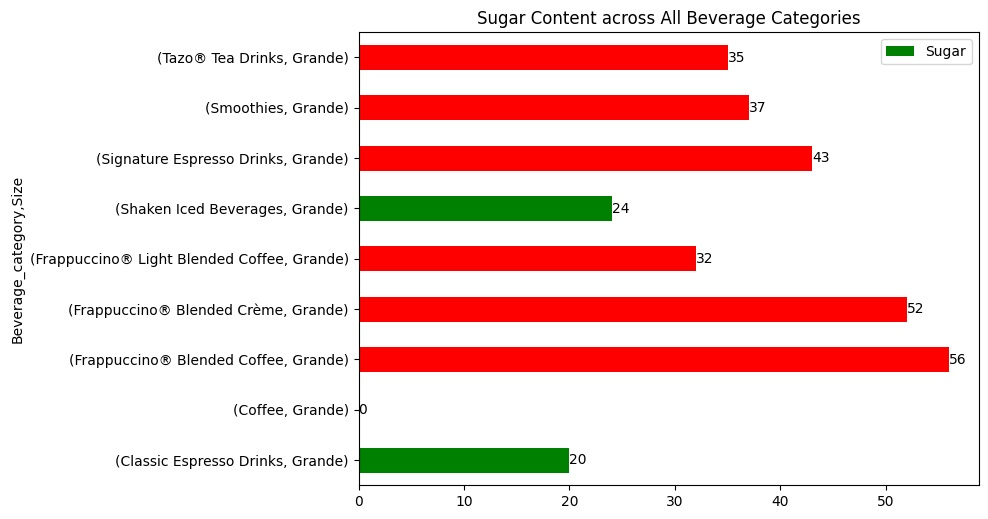 Sugar Content across All Beverage Categories
Sugar
Beverage_category,Size
(Tazo® Tea Drinks, Grande) 35
(Smoothies, Grande) 37
(Signature Espresso Drinks, Grande) 43
(Shaken Iced Beverages, Grande) 24
(Frappuccino® Light Blended Coffee, Grande) 32
(Frappuccino® Blended Crème, Grande) 52
(Frappuccino® Blended Coffee, Grande) 56
(Coffee, Grande) 0
(Classic Espresso Drinks, Grande) 20
0 10 20 30 40 50